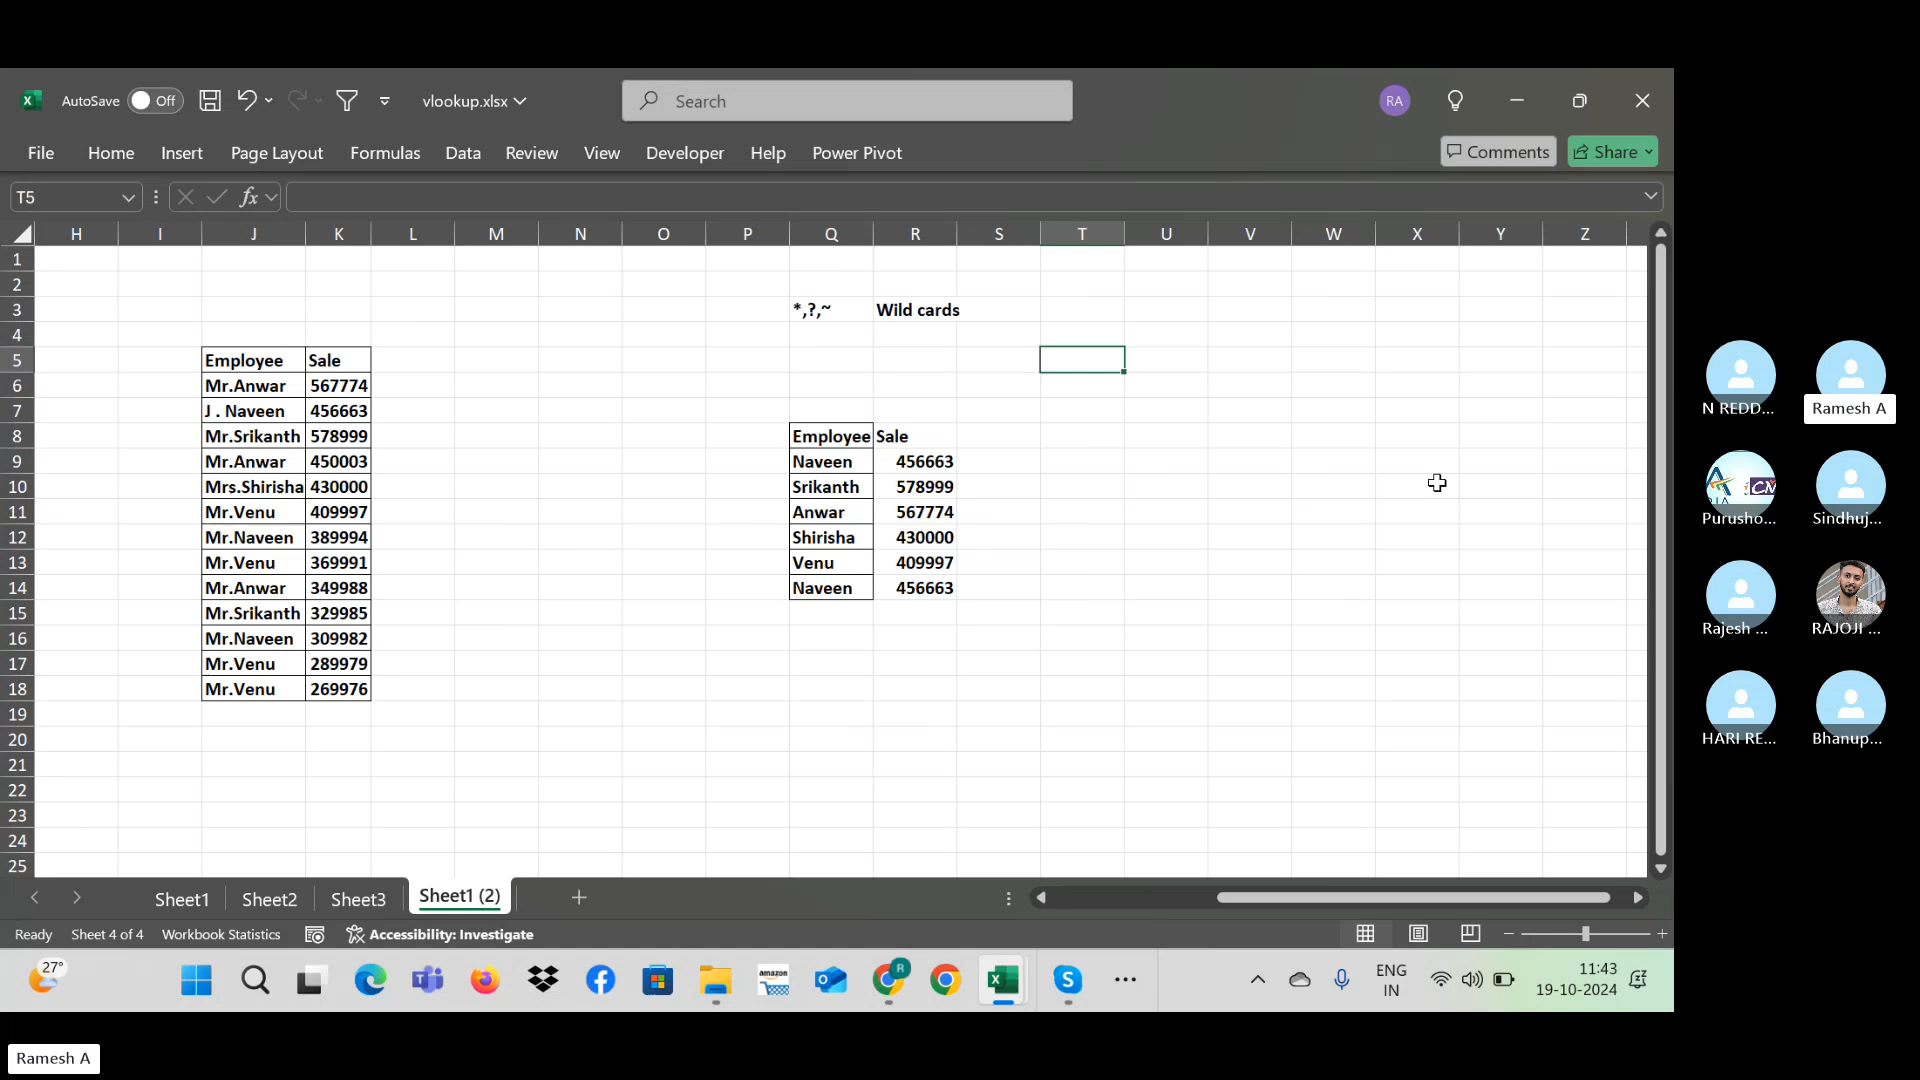 AutoSave Off vlookup.xlsx Search RA
File Home Insert Page Layout Formulas Data Review View Developer Help Power Pivot Comments Share
T5 fx
H I J K L M N O P Q R S T U V W X Y Z
1
2
3 *,?,~ Wild cards
4
5 Employee Sale
6 Mr.Anwar 567774
7 J . Naveen 456663
8 Mr.Srikanth 578999 Employee Sale
9 Mr.Anwar 450003 Naveen 456663
10 Mrs.Shirisha 430000 Srikanth 578999
11 Mr.Venu 409997 Anwar 567774
12 Mr.Naveen 389994 Shirisha 430000
13 Mr.Venu 369991 Venu 409997
14 Mr.Anwar 349988 Naveen 456663
15 Mr.Srikanth 329985
16 Mr.Naveen 309982
17 Mr.Venu 289979
18 Mr.Venu 269976
19
20
21
22
23
24
25
Sheet1 Sheet2 Sheet3 Sheet1 (2)
Ready Sheet 4 of 4 Workbook Statistics Accessibility: Investigate
27° amazon R ENG IN 11:43 19-10-2024
N REDD... Ramesh A
Purusho... Sindhuj...
Rajesh ... RAJOJI ...
HARI RE... Bhanup...
Ramesh A